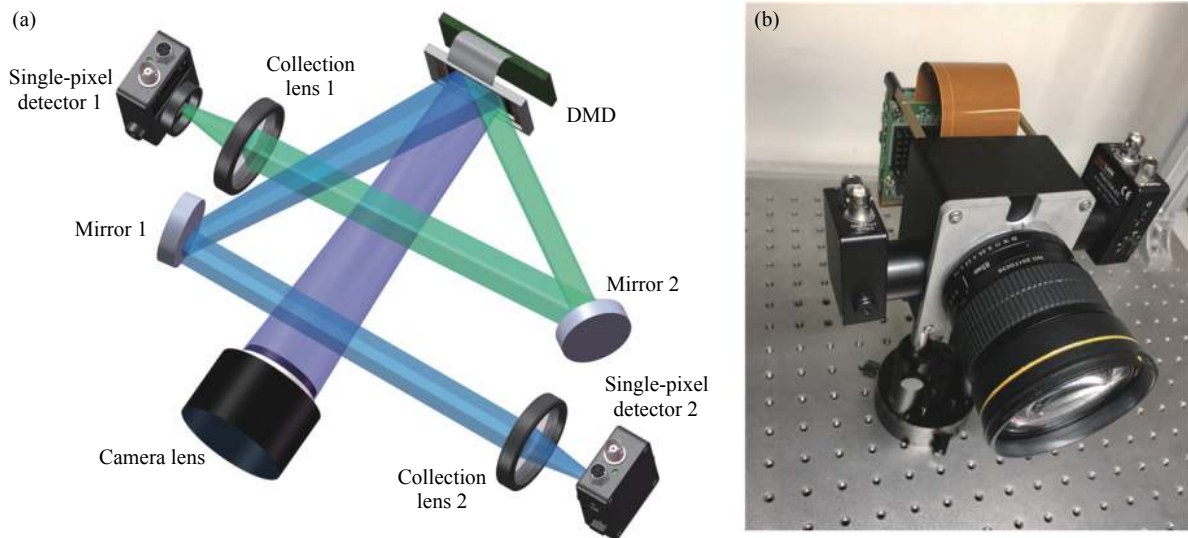 (a)
Single-pixel
detector 1
Collection
lens 1
DMD
Mirror 1
Mirror 2
Single-pixel
detector 2
Camera lens
Collection
lens 2
(b)